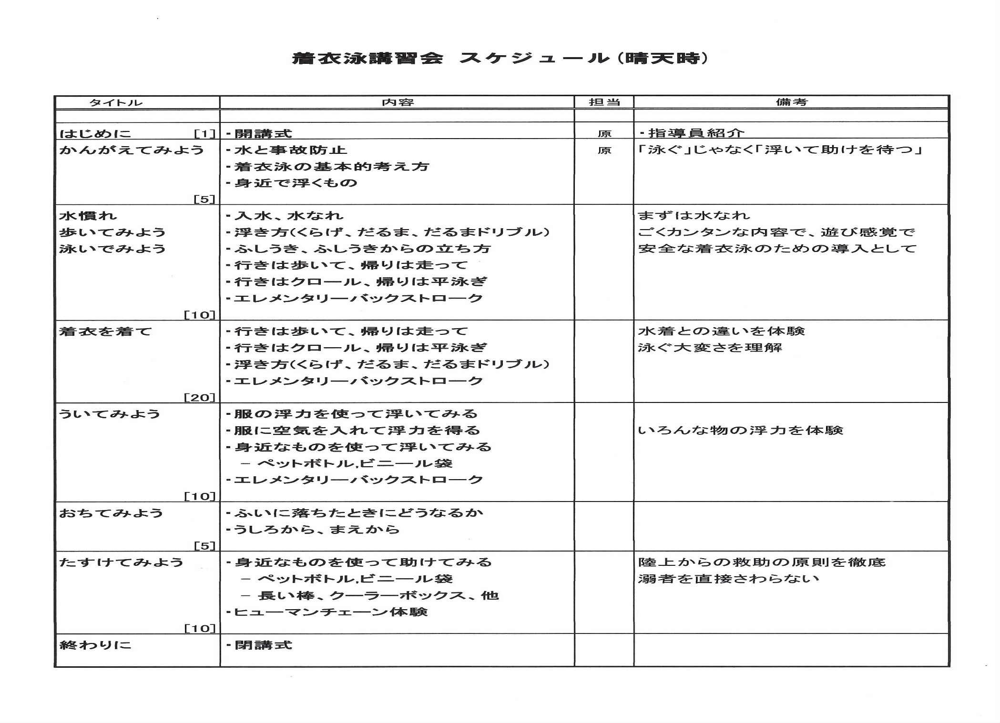 着衣泳講習会 スケジュール(晴天時)
タイトル 内容 担当 備考
はじめに [1] ・開講式 原 ・指導員紹介
かんがえてみよう ・水と事故防止 原 「泳ぐ」じゃなく「浮いて助けを待つ」
・着衣泳の基本的考え方
・身近で浮くもの
[5]
水慣れ ・入水、水なれ まずは水なれ
歩いてみよう ・浮き方(くらげ、だるま、だるまドリブル) ごくカンタンな内容で、遊び感覚で
泳いでみよう ・ふしうき、ふしうきからの立ち方 安全な着衣泳のための導入として
・行きは歩いて、帰りは走って
・行きはクロール、帰りは平泳ぎ
・エレメンタリーバックストローク
[10]
着衣を着て ・行きは歩いて、帰りは走って 水着との違いを体験
・行きはクロール、帰りは平泳ぎ 泳ぐ大変さを理解
・浮き方(くらげ、だるま、だるまドリブル)
・エレメンタリーバックストローク
[20]
ういてみよう ・服の浮力を使って浮いてみる
・服に空気を入れて浮力を得る いろんな物の浮力を体験
・身近なものを使って浮いてみる
− ペットボトル,ビニール袋
・エレメンタリーバックストローク
[10]
おちてみよう ・ふいに落ちたときにどうなるか
・うしろから、まえから
[5]
たすけてみよう ・身近なものを使って助けてみる 陸上からの救助の原則を徹底
− ペットボトル,ビニール袋 溺者を直接さわらない
− 長い棒、クーラーボックス、他
・ヒューマンチェーン体験
[10]
終わりに ・閉講式